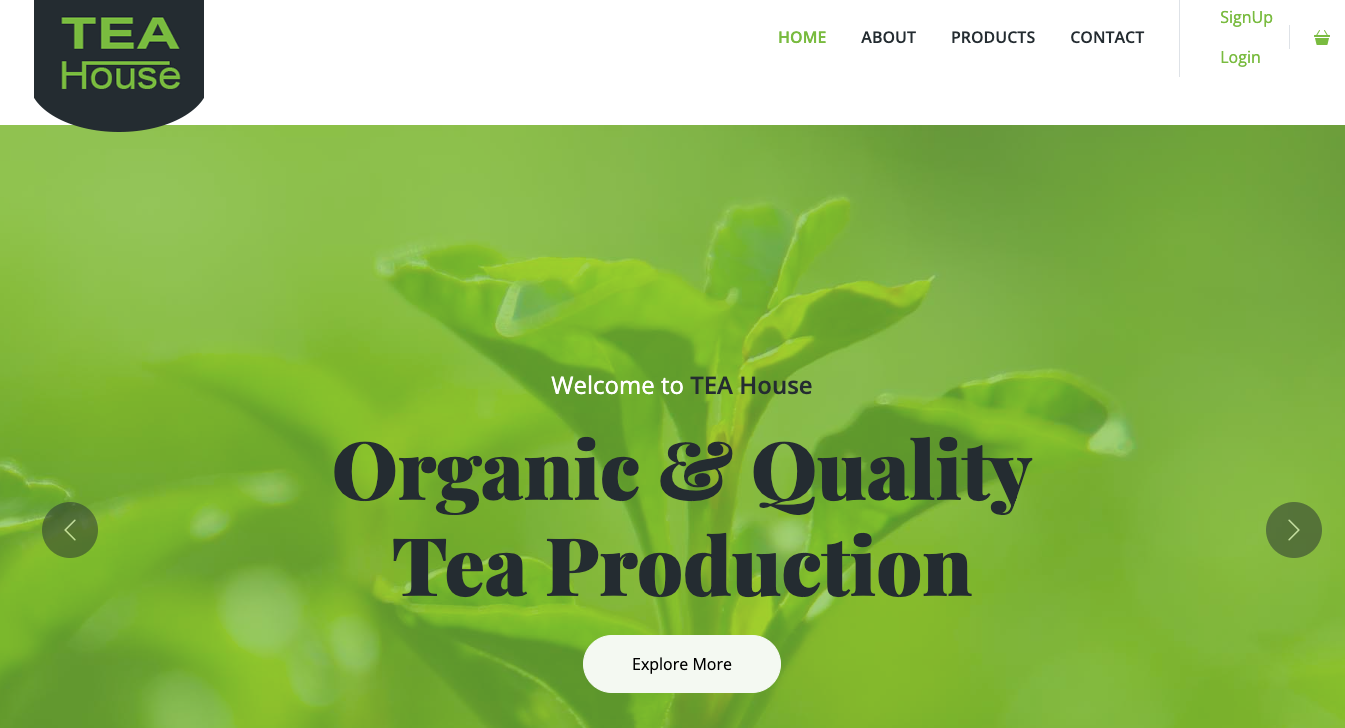 TEA
House
HOME
ABOUT
PRODUCTS
CONTACT
SignUp
Login
Welcome to TEA House
Organic & Quality
Tea Production
Explore More